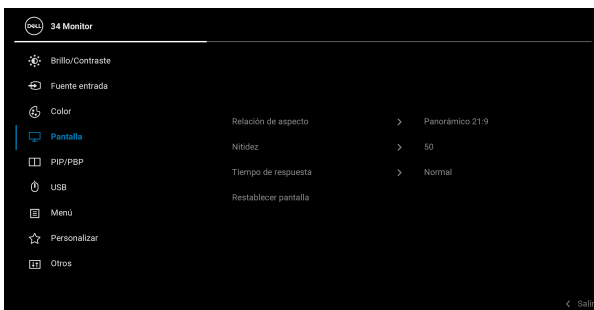 DELL 34 Monitor
Brillo/Contraste
Fuente entrada
Color
Pantalla
PIP/PBP
USB
Menú
Personalizar
Otros
Relación de aspecto > Panorámico 21:9
Nitidez > 50
Tiempo de respuesta > Normal
Restablecer pantalla
< Salir